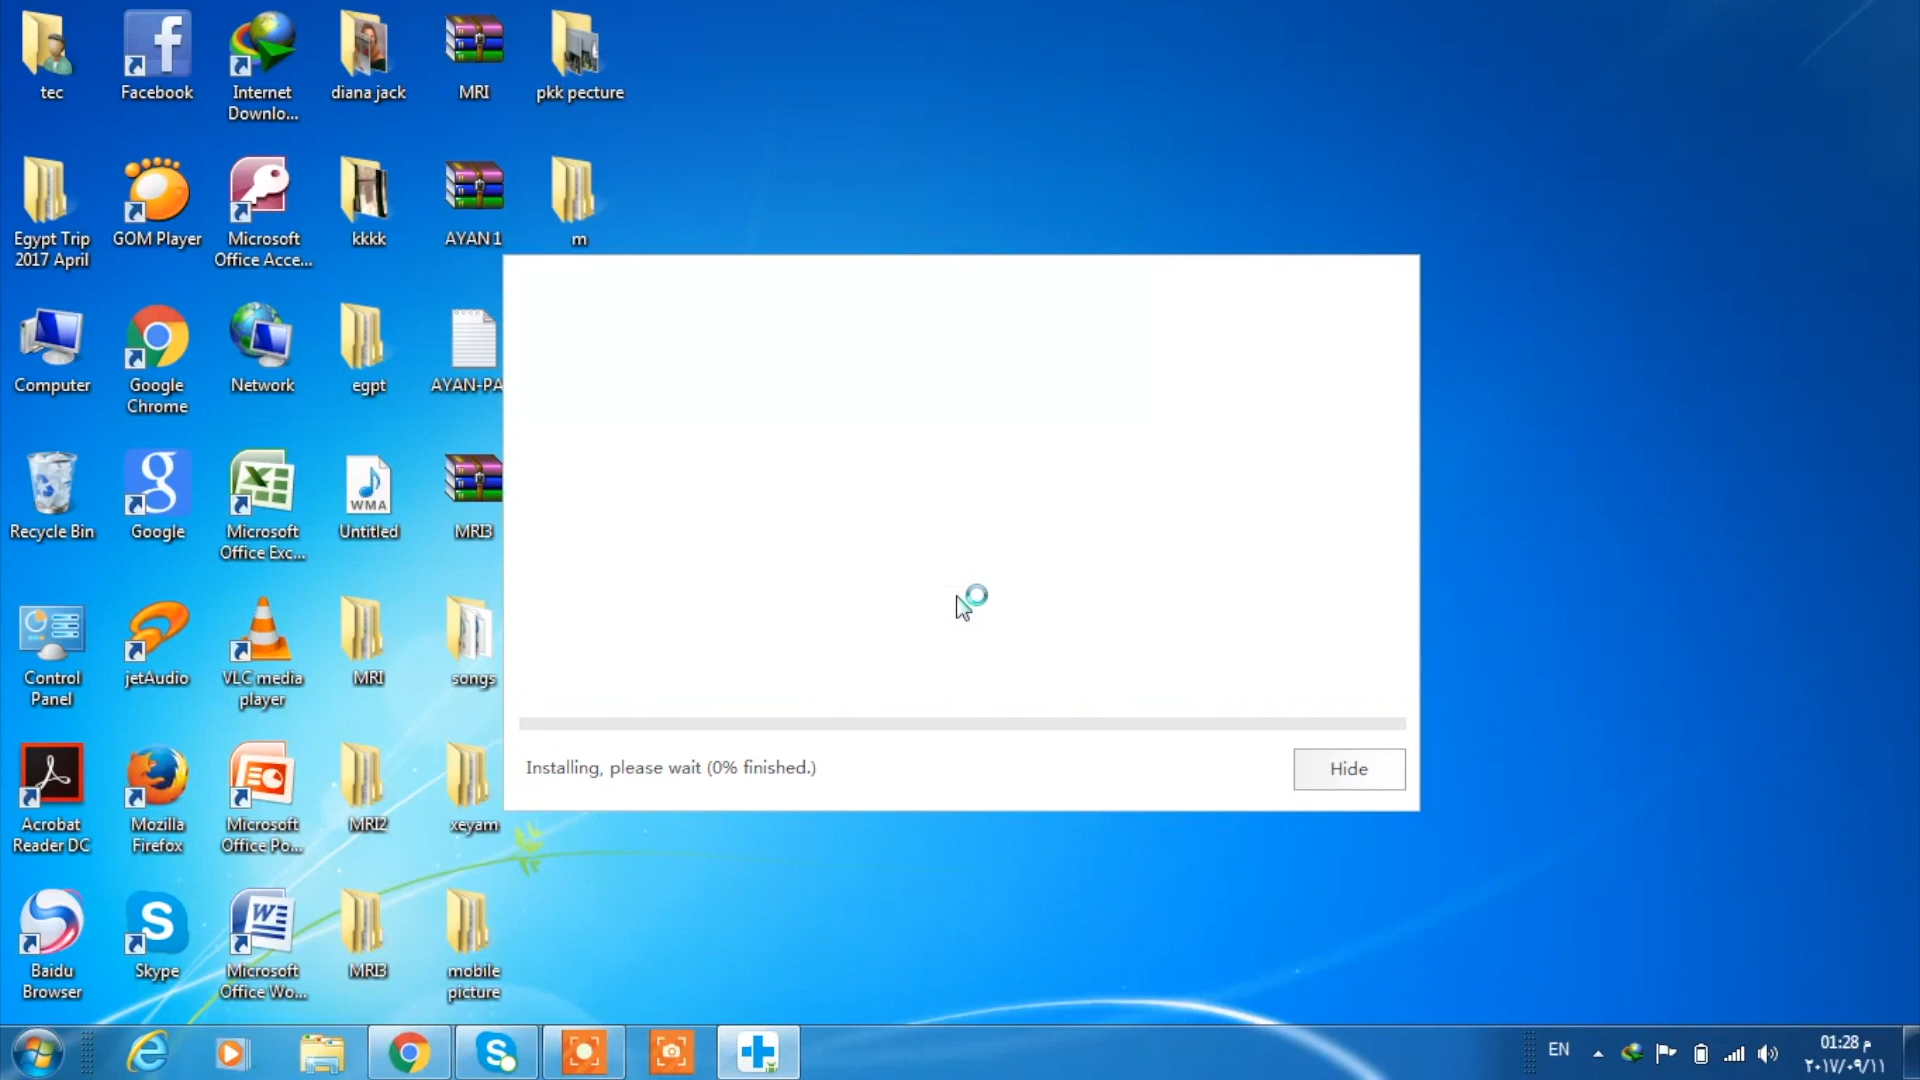 tec
Facebook
Internet
Downlo...
diana jack
MRI
pkk pecture
Egypt Trip
2017 April
GOM Player
Microsoft
Office Acce...
kkkk
AYAN 1
m
Computer
Google
Chrome
Network
egpt
AYAN-PA
Recycle Bin
Google
Microsoft
Office Exc...
WMA
Untitled
MRI3
Control
Panel
jetAudio
VLC media
player
MRI
songs
Installing, please wait (0% finished.)
Hide
Acrobat
Reader DC
Mozilla
Firefox
Microsoft
Office Po...
MRI2
xeyam
Baidu
Browser
Skype
Microsoft
Office Wo...
MRI3
mobile
picture
EN
01:28 م
٢٠١٧/٠٩/١١